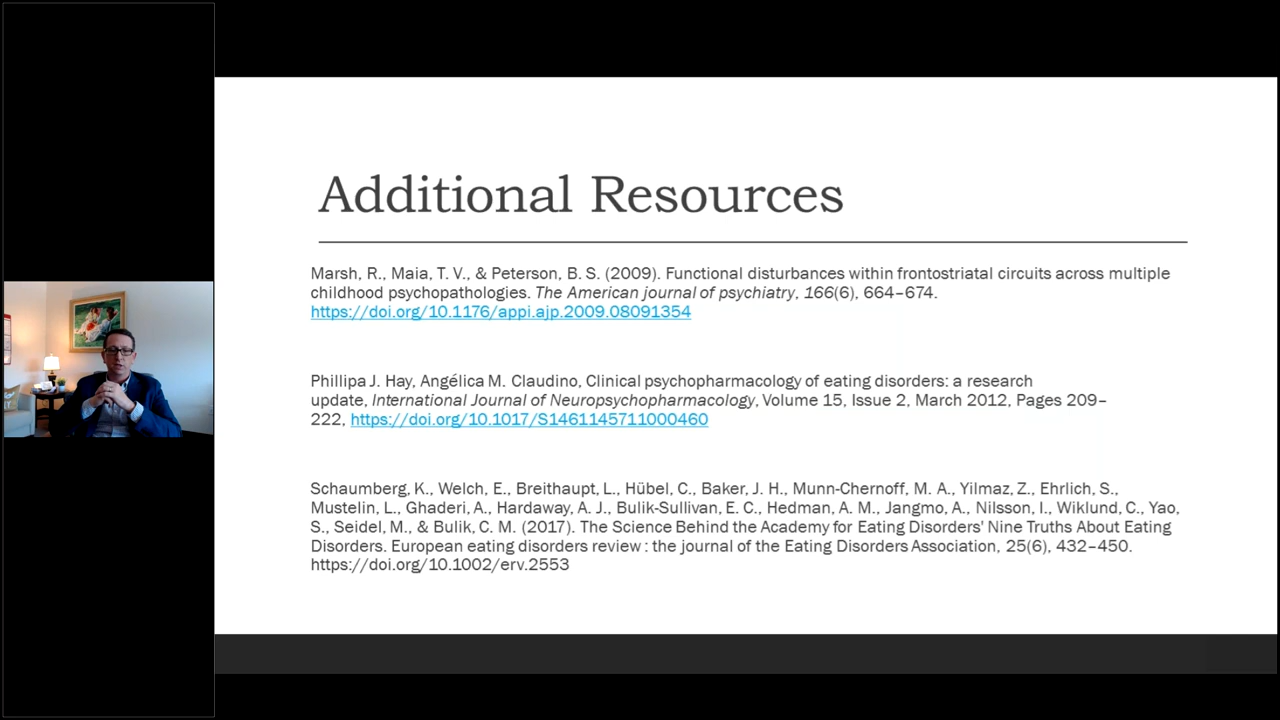 Additional Resources
Marsh, R., Maia, T. V., & Peterson, B. S. (2009). Functional disturbances within frontostriatal circuits across multiple
childhood psychopathologies. The American journal of psychiatry, 166(6), 664–674.
https://doi.org/10.1176/appi.ajp.2009.08091354
Phillipa J. Hay, Angélica M. Claudino, Clinical psychopharmacology of eating disorders: a research
update, International Journal of Neuropsychopharmacology, Volume 15, Issue 2, March 2012, Pages 209–
222, https://doi.org/10.1017/S1461145711000460
Schaumberg, K., Welch, E., Breithaupt, L., Hübel, C., Baker, J. H., Munn-Chernoff, M. A., Yilmaz, Z., Ehrlich, S.,
Mustelin, L., Ghaderi, A., Hardaway, A. J., Bulik-Sullivan, E. C., Hedman, A. M., Jangmo, A., Nilsson, I., Wiklund, C., Yao,
S., Seidel, M., & Bulik, C. M. (2017). The Science Behind the Academy for Eating Disorders' Nine Truths About Eating
Disorders. European eating disorders review : the journal of the Eating Disorders Association, 25(6), 432–450.
https://doi.org/10.1002/erv.2553